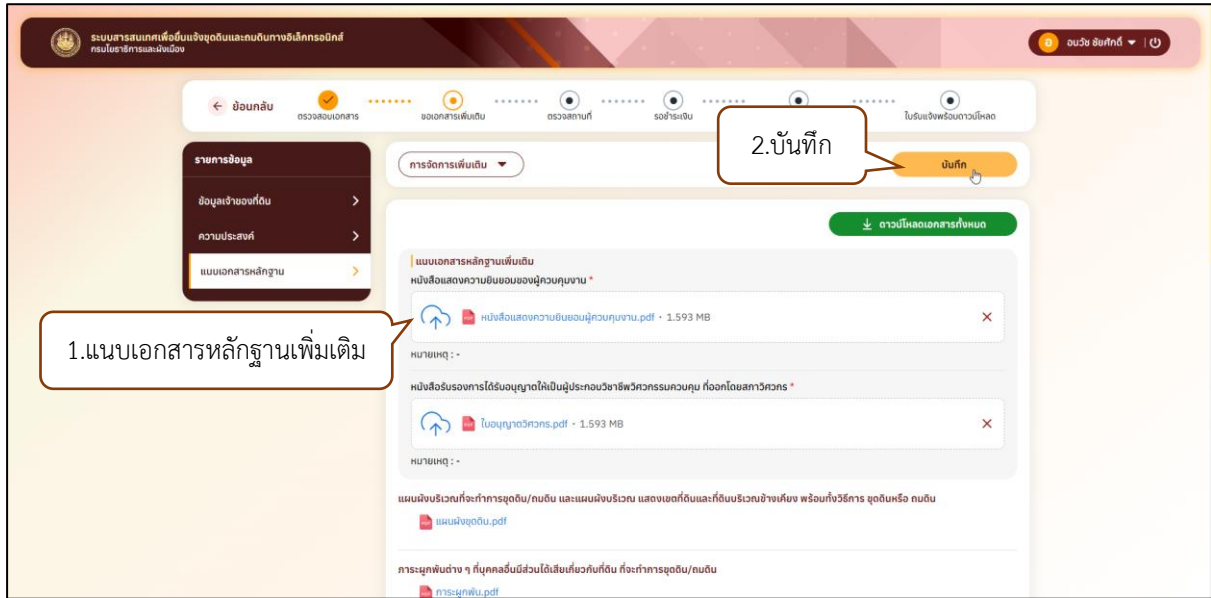 ระบบสารสนเทศเพื่อยื่นแจ้งขุดดินและถมดินทางอิเล็กทรอนิกส์
กรมโยธาธิการและผังเมือง
อ อนวัช ชัยศักดิ์
ย้อนกลับ
ตรวจสอบเอกสาร
ขอเอกสารเพิ่มเติม
ตรวจสถานที่
รอชำระเงิน
ใบรับแจ้งพร้อมดาวน์โหลด
2.บันทึก
รายการข้อมูล
การจัดการเพิ่มเติม
บันทึก
ข้อมูลเจ้าของที่ดิน
ความประสงค์
แนบเอกสารหลักฐาน
ดาวน์โหลดเอกสารทั้งหมด
แนบเอกสารหลักฐานเพิ่มเติม
หนังสือแสดงความยินยอมของผู้ควบคุมงาน *
หนังสือแสดงความยินยอมผู้ควบคุมงาน.pdf • 1.593 MB
1.แนบเอกสารหลักฐานเพิ่มเติม
หมายเหตุ : -
หนังสือรับรองการได้รับอนุญาตให้เป็นผู้ประกอบวิชาชีพวิศวกรรมควบคุม ที่ออกโดยสภาวิศวกร *
ใบอนุญาตวิศวกร.pdf • 1.593 MB
หมายเหตุ : -
แผนผังบริเวณที่จะทำการขุดดิน/ถมดิน และแผนผังบริเวณ แสดงเขตที่ดินและที่ดินบริเวณข้างเคียง พร้อมทั้งวิธีการ ขุดดินหรือ ถมดิน
แผนผังขุดดิน.pdf
ภาระผูกพันต่าง ๆ ที่บุคคลอื่นมีส่วนได้เสียเกี่ยวกับที่ดิน ที่จะทำการขุดดิน/ถมดิน
ภาระผูกพัน.pdf